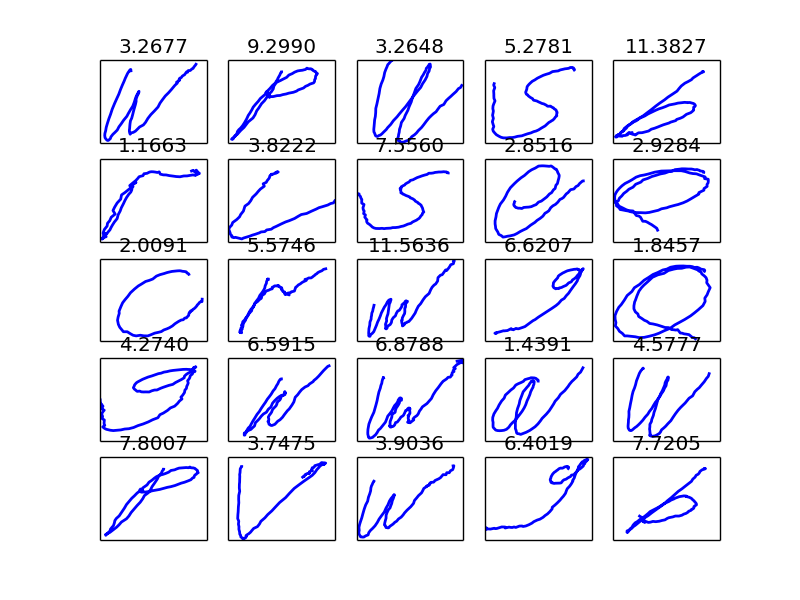 3.2677 9.2990 3.2648 5.2781 11.3827
w p w s b
1.1663 3.8222 7.5560 2.8516 2.9284
r s e o
2.0091 5.5746 11.5636 6.6207 1.8457
c r m g o
4.2740 6.5915 6.8788 1.4391 4.5777
g m a u
7.8007 3.7475 3.9036 6.4019 7.7205
p v w g b